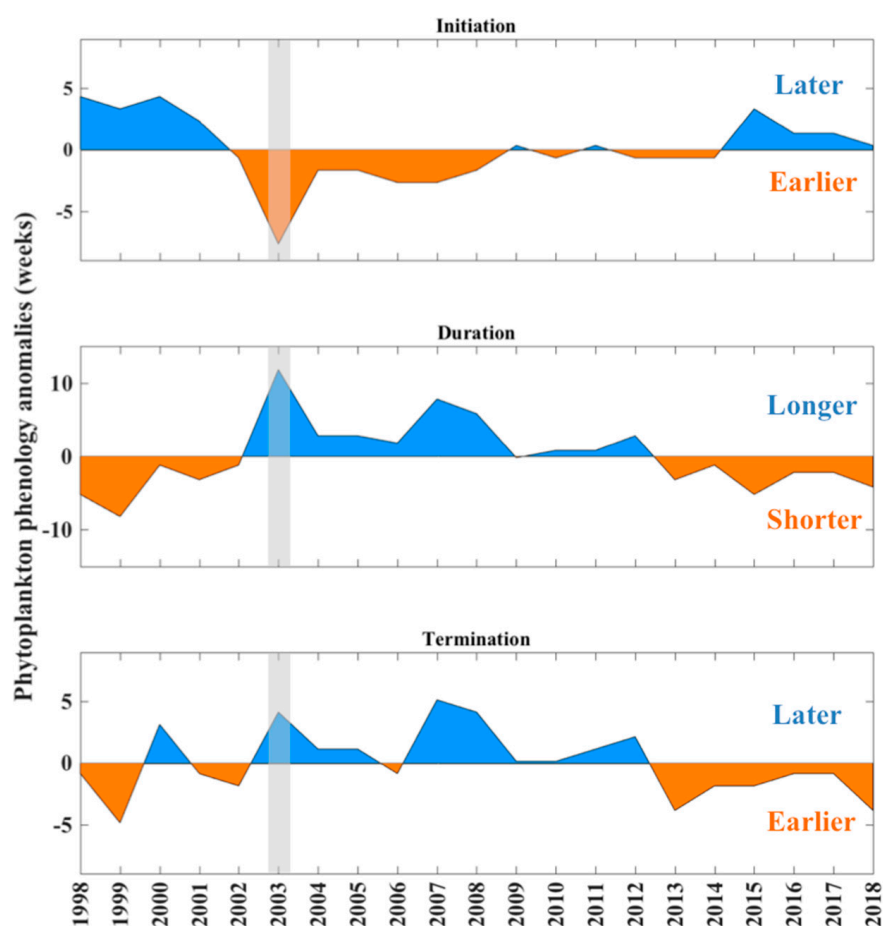 Initiation
5
0
-5
Later
Earlier
Phytoplankton phenology anomalies (weeks)
Duration
10
0
-10
Longer
Shorter
Termination
5
0
-5
Later
Earlier
1998 1999 2000 2001 2002 2003 2004 2005 2006 2007 2008 2009 2010 2011 2012 2013 2014 2015 2016 2017 2018